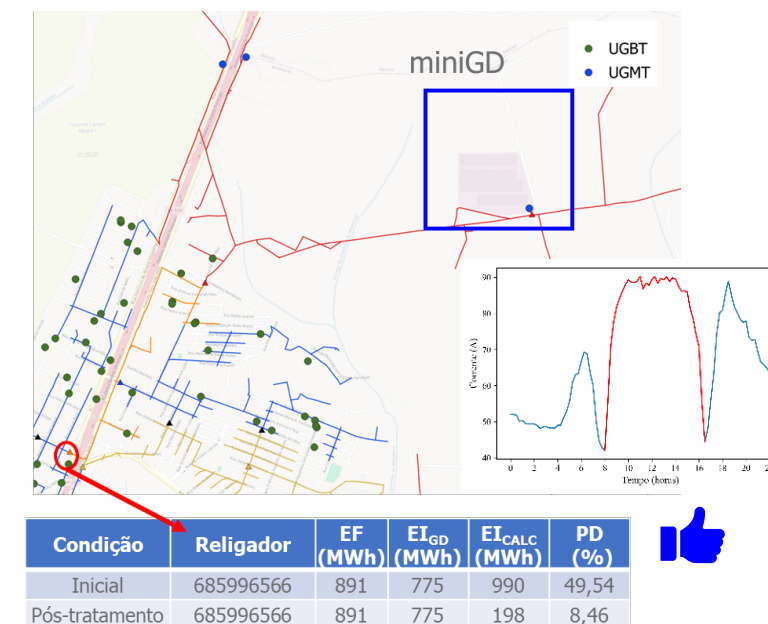 miniGD
UGBT
UGMT
90
80
70
60
50
40
Corrente (A)
0 2 4 6 8 10 12 14 16 18 20
Tempo (horas)
Condição Religador EF (MWh) EI_GD (MWh) EI_CALC (MWh) PD (%)
Inicial 685996566 891 775 990 49,54
Pós-tratamento 685996566 891 775 198 8,46